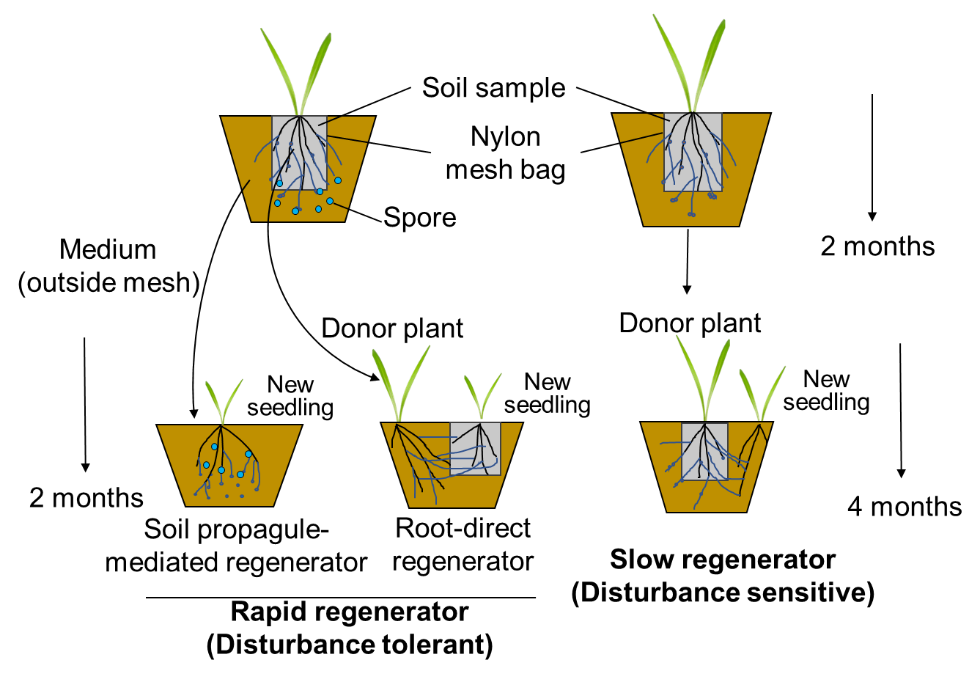 Soil sample
Nylon
mesh bag
Spore
2 months
Medium
(outside mesh)
Donor plant
Donor plant
New
seedling
New
seedling
New
seedling
2 months
4 months
Soil propagule-
mediated regenerator
Root-direct
regenerator
Slow regenerator
(Disturbance sensitive)
Rapid regenerator
(Disturbance tolerant)